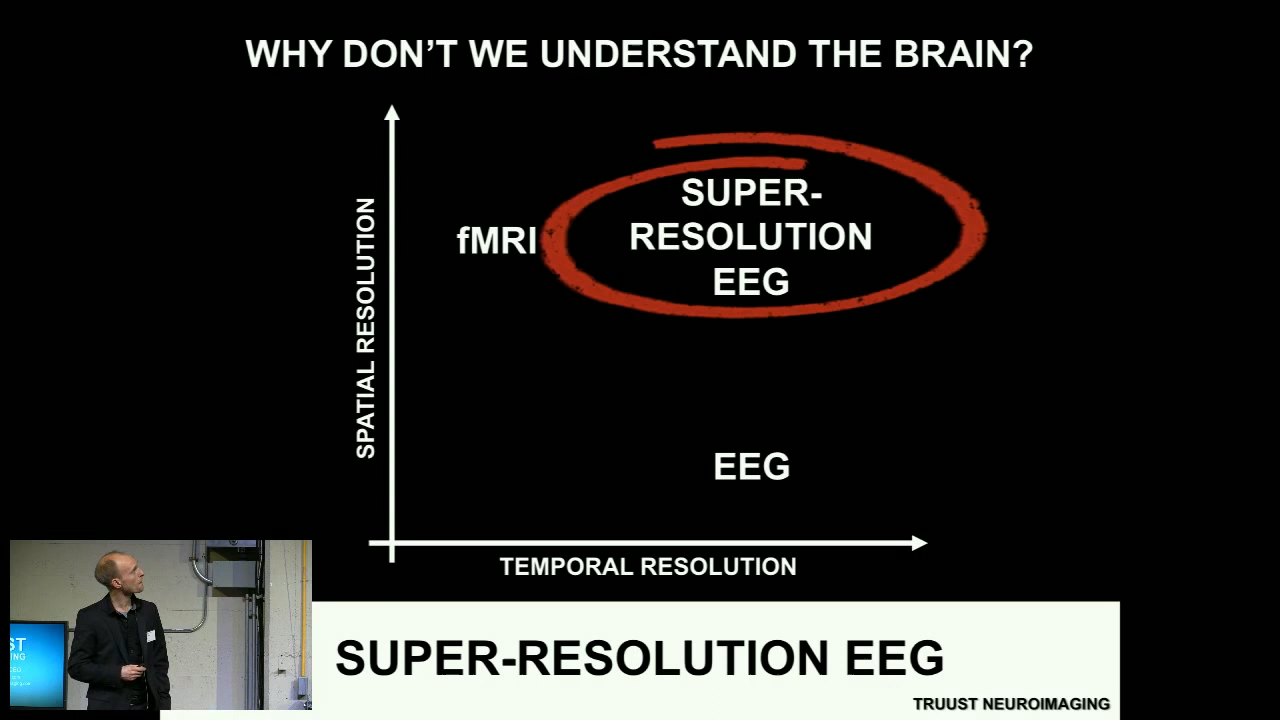 WHY DON'T WE UNDERSTAND THE BRAIN?
SPATIAL RESOLUTION
fMRI
SUPER-
RESOLUTION
EEG
EEG
TEMPORAL RESOLUTION
SUPER-RESOLUTION EEG
TRUUST NEUROIMAGING